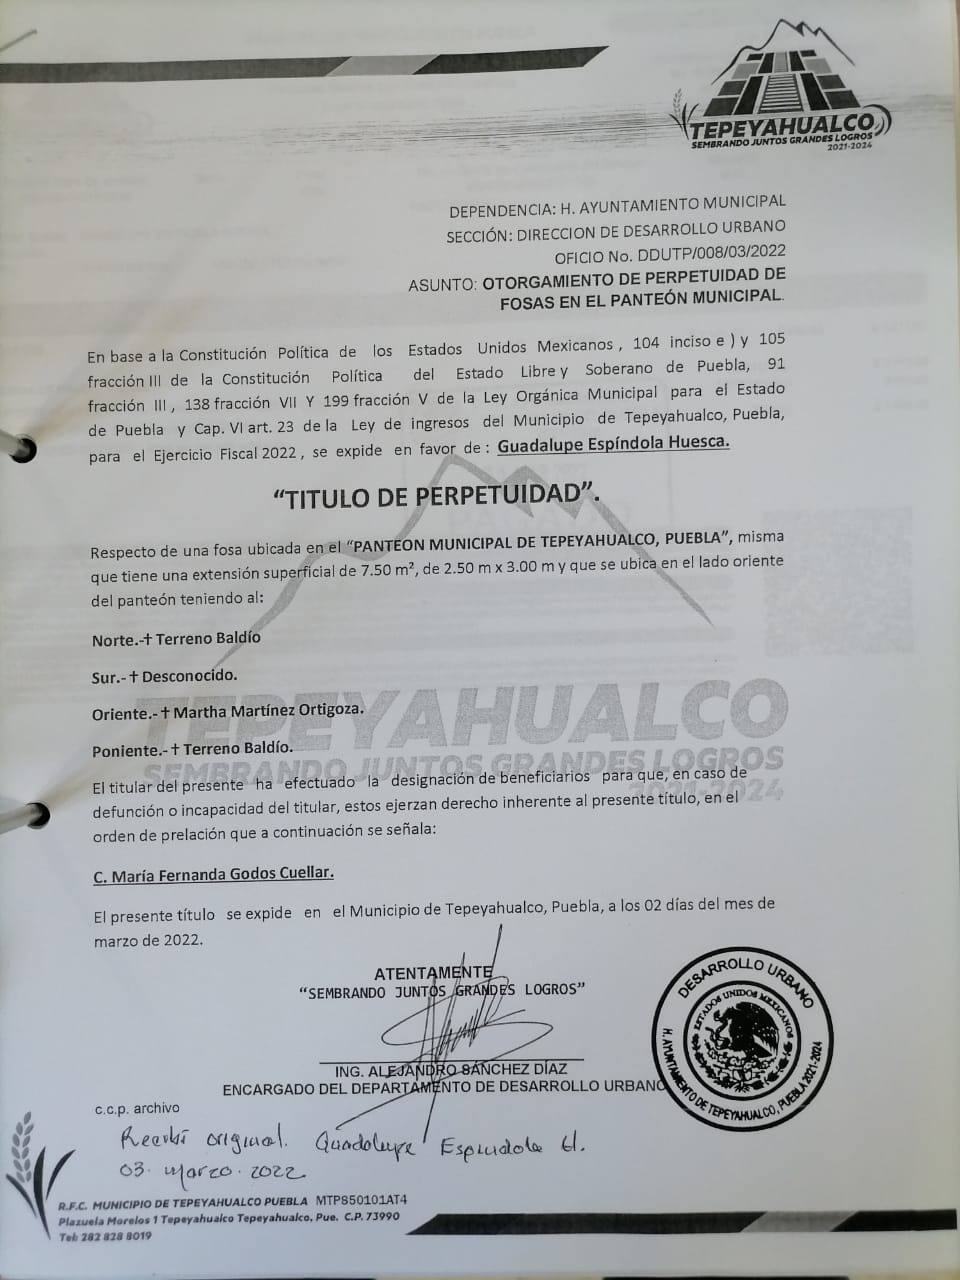 TEPEYAHUALCO
SEMBRANDO JUNTOS GRANDES LOGROS
2021-2024
DEPENDENCIA: H. AYUNTAMIENTO MUNICIPAL
SECCIÓN: DIRECCION DE DESARROLLO URBANO
OFICIO No. DDUTP/008/03/2022
ASUNTO: OTORGAMIENTO DE PERPETUIDAD DE
FOSAS EN EL PANTEÓN MUNICIPAL.
En base a la Constitución Política de los Estados Unidos Mexicanos , 104 inciso e ) y 105
fracción III de la Constitución Política del Estado Libre y Soberano de Puebla, 91
fracción III , 138 fracción VII Y 199 fracción V de la Ley Orgánica Municipal para el Estado
de Puebla y Cap. VI art. 23 de la Ley de ingresos del Municipio de Tepeyahualco, Puebla,
para el Ejercicio Fiscal 2022 , se expide en favor de : Guadalupe Espíndola Huesca.
“TITULO DE PERPETUIDAD”.
Respecto de una fosa ubicada en el “PANTEON MUNICIPAL DE TEPEYAHUALCO, PUEBLA”, misma
que tiene una extensión superficial de 7.50 m², de 2.50 m x 3.00 m y que se ubica en el lado oriente
del panteón teniendo al:
Norte.-✝ Terreno Baldío
Sur.- ✝ Desconocido.
Oriente.- ✝ Martha Martínez Ortigoza.
Poniente.- ✝ Terreno Baldío.
TEPEYAHUALCO
SEMBRANDO JUNTOS GRANDES LOGROS
2021-2024
El titular del presente ha efectuado la designación de beneficiarios para que, en caso de
defunción o incapacidad del titular, estos ejerzan derecho inherente al presente título, en el
orden de prelación que a continuación se señala:
C. María Fernanda Godos Cuellar.
El presente título se expide en el Municipio de Tepeyahualco, Puebla, a los 02 días del mes de
marzo de 2022.
ATENTAMENTE
“SEMBRANDO JUNTOS GRANDES LOGROS”
ING. ALEJANDRO SÁNCHEZ DÍAZ
ENCARGADO DEL DEPARTAMENTO DE DESARROLLO URBANO
DESARROLLO URBANO
ESTADOS UNIDOS MEXICANOS
H. AYUNTAMIENTO DE TEPEYAHUALCO, PUEBLA 2021-2024
c.c.p. archivo
Recibí original. Guadalupe Espindola H.
03. marzo. 2022
R.F.C. MUNICIPIO DE TEPEYAHUALCO PUEBLA MTP850101AT4
Plazuela Morelos 1 Tepeyahualco Tepeyahualco, Pue. C.P. 73990
Tel: 282 828 8019